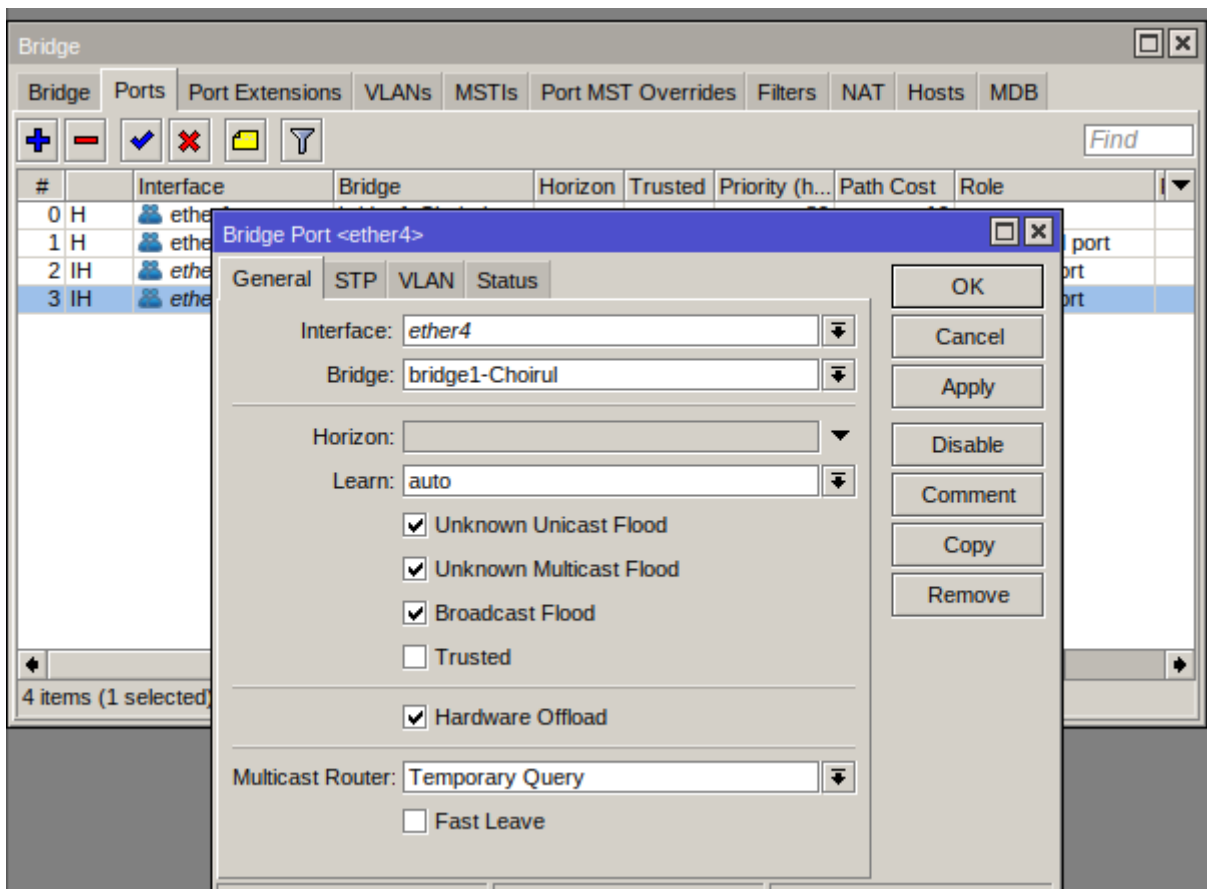 Bridge
Bridge Ports Port Extensions VLANs MSTIs Port MST Overrides Filters NAT Hosts MDB
Find
# Interface Bridge Horizon Trusted Priority (h... Path Cost Role
0 H
1 H port
2 IH
3 IH
Bridge Port <ether4>
General STP VLAN Status
Interface: ether4
Bridge: bridge1-Choirul
Horizon:
Learn: auto
Unknown Unicast Flood
Unknown Multicast Flood
Broadcast Flood
Trusted
Hardware Offload
Multicast Router: Temporary Query
Fast Leave
OK
Cancel
Apply
Disable
Comment
Copy
Remove
4 items (1 selected)